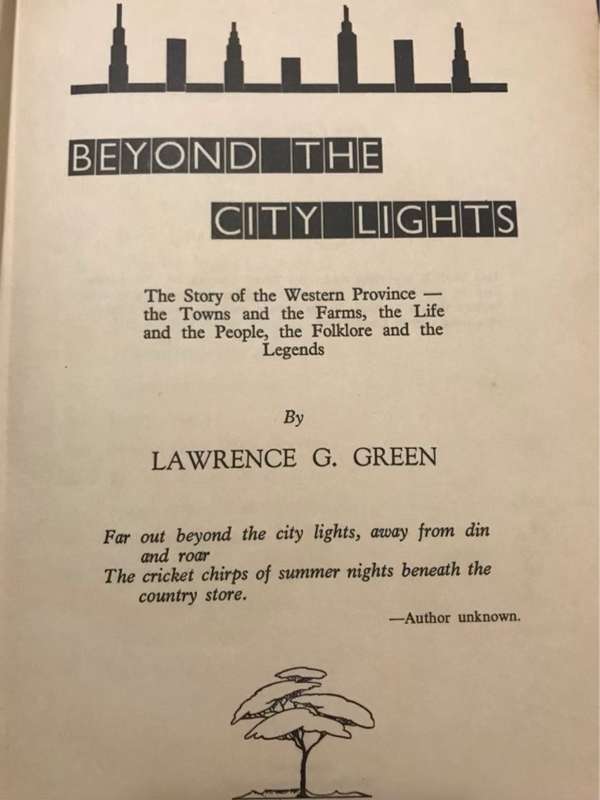 BEYOND THE
CITY LIGHTS
The Story of the Western Province —
the Towns and the Farms, the Life
and the People, the Folklore and the
Legends
By
LAWRENCE G. GREEN
Far out beyond the city lights, away from din
and roar
The cricket chirps of summer nights beneath the
country store.
—Author unknown.